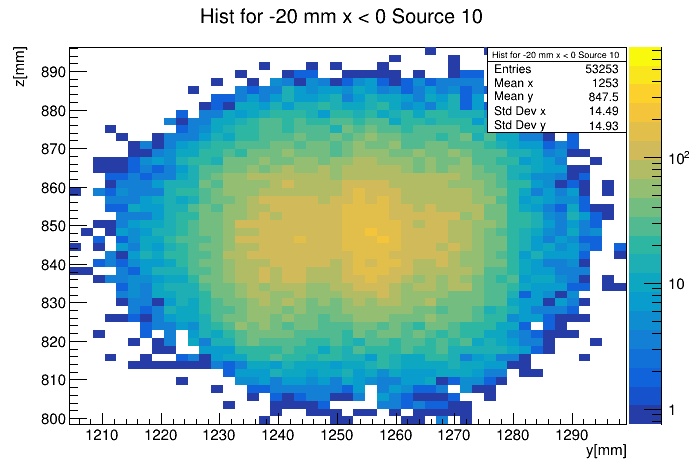 Hist for -20 mm x < 0 Source 10
z[mm]
Hist for -20 mm x < 0 Source 10
Entries 53253
Mean x 1253
Mean y 847.5
Std Dev x 14.49
Std Dev y 14.93
890
880
870
860
850
840
830
820
810
800
10²
10
1
1210 1220 1230 1240 1250 1260 1270 1280 1290
y[mm]